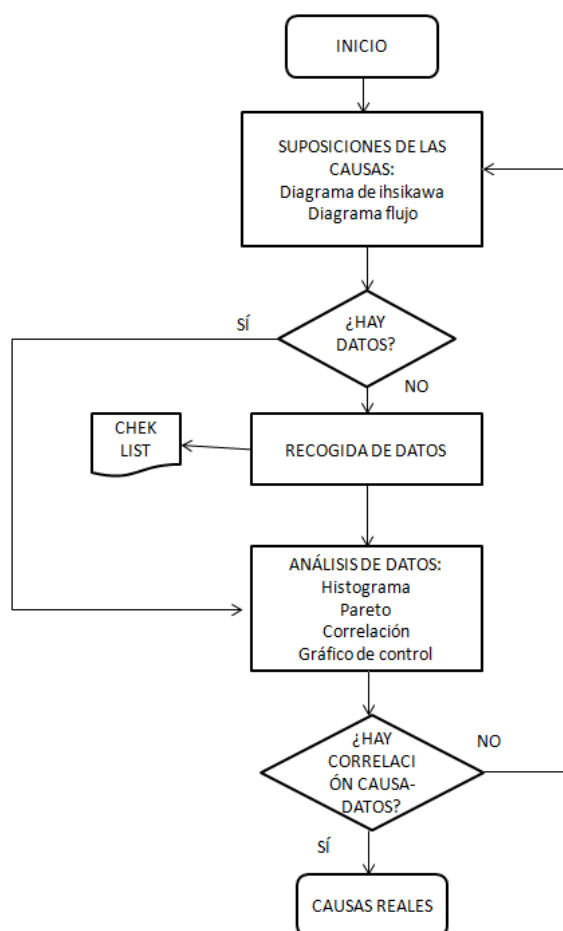 INICIO
SUPOSICIONES DE LAS
CAUSAS:
Diagrama de ihsikawa
Diagrama flujo
SÍ
¿HAY
DATOS?
NO
CHEK
LIST
RECOGIDA DE DATOS
ANÁLISIS DE DATOS:
Histograma
Pareto
Correlación
Gráfico de control
¿HAY
CORRELACI
ÓN CAUSA-
DATOS?
NO
SÍ
CAUSAS REALES